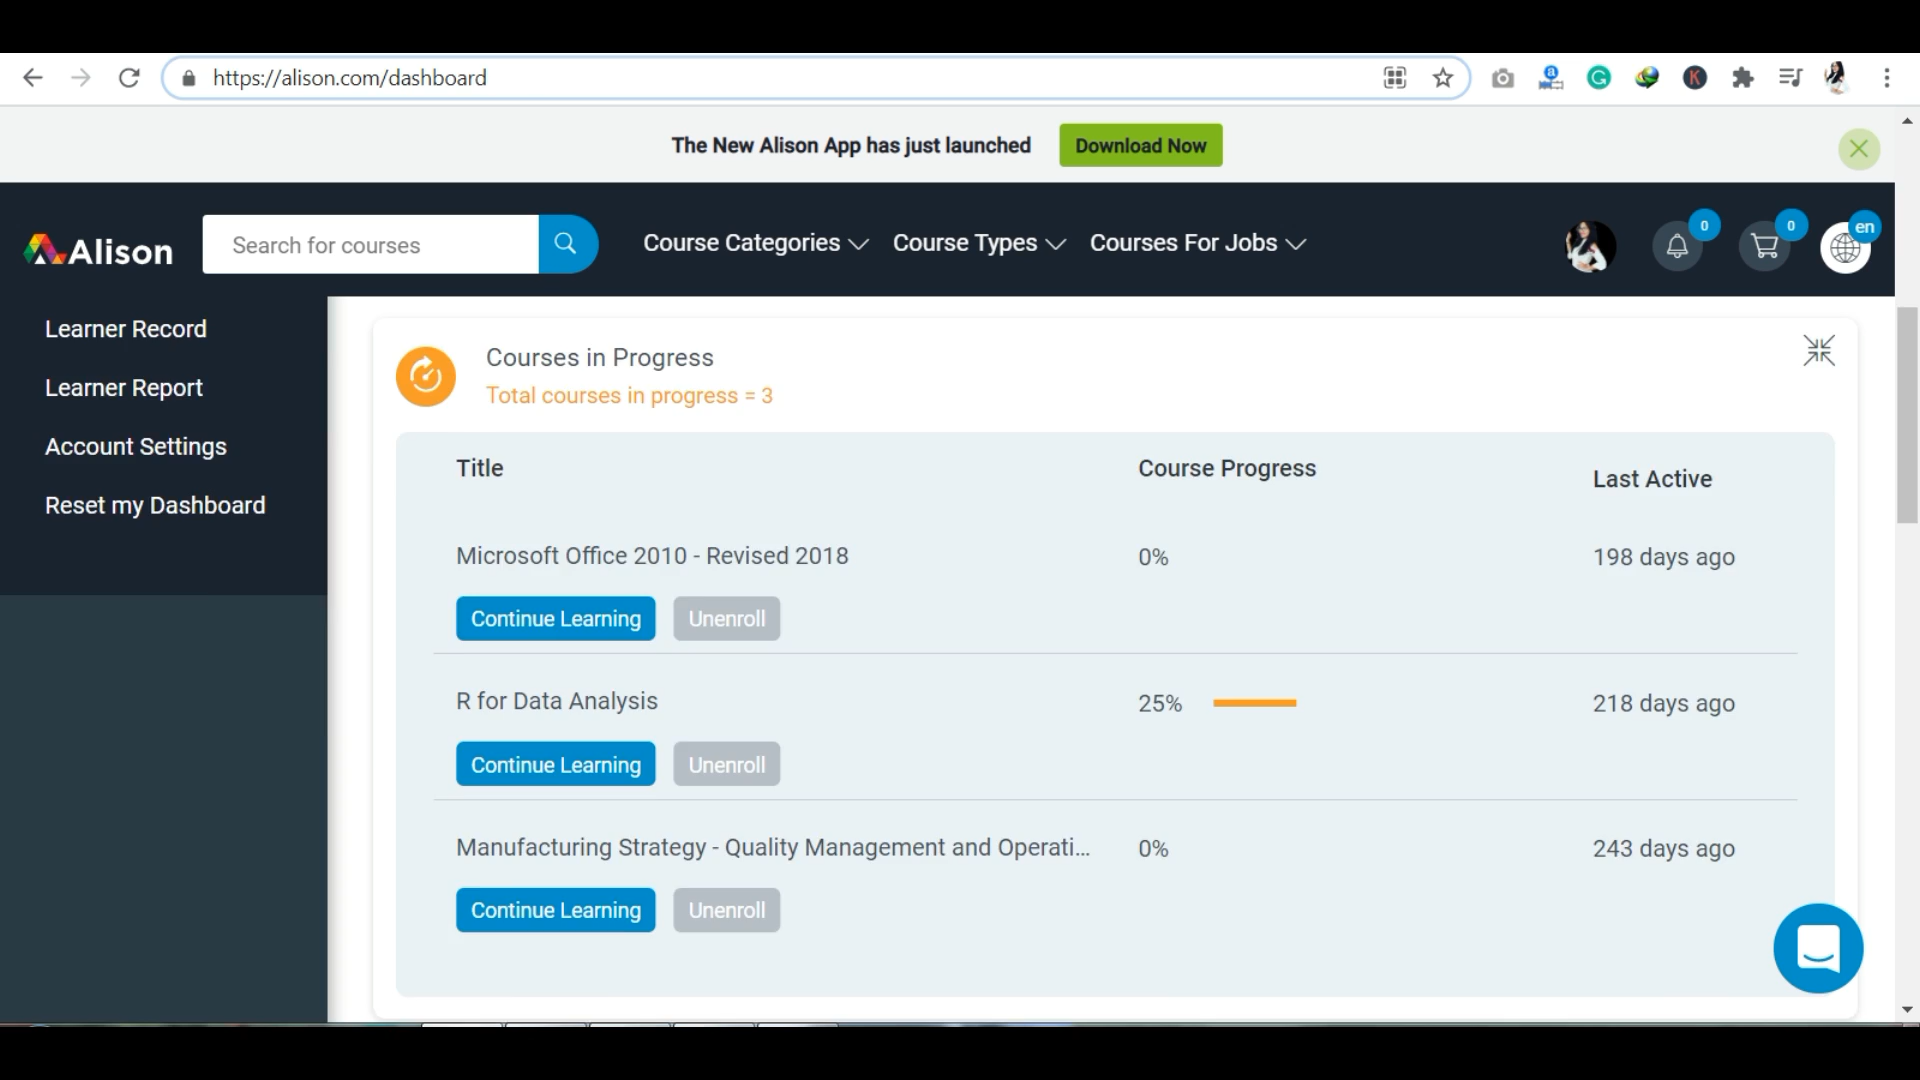 https://alison.com/dashboard
The New Alison App has just launched
Download Now
Alison
Search for courses
Course Categories
Course Types
Courses For Jobs
0
0
en
Learner Record
Learner Report
Account Settings
Reset my Dashboard
Courses in Progress
Total courses in progress = 3
Title
Course Progress
Last Active
Microsoft Office 2010 - Revised 2018
0%
198 days ago
Continue Learning
Unenroll
R for Data Analysis
25%
218 days ago
Continue Learning
Unenroll
Manufacturing Strategy - Quality Management and Operati...
0%
243 days ago
Continue Learning
Unenroll